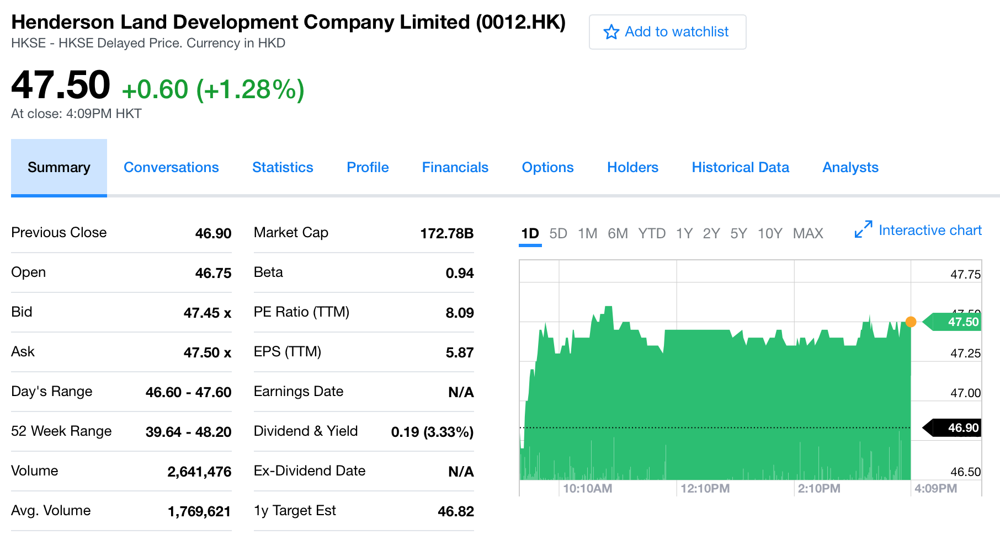 Henderson Land Development Company Limited (0012.HK)
Add to watchlist
HKSE - HKSE Delayed Price. Currency in HKD
47.50 +0.60 (+1.28%)
At close: 4:09PM HKT
Summary Conversations Statistics Profile Financials Options Holders Historical Data Analysts
Previous Close 46.90
Open 46.75
Bid 47.45 x
Ask 47.50 x
Day's Range 46.60 - 47.60
52 Week Range 39.64 - 48.20
Volume 2,641,476
Avg. Volume 1,769,621
Market Cap 172.78B
Beta 0.94
PE Ratio (TTM) 8.09
EPS (TTM) 5.87
Earnings Date N/A
Dividend & Yield 0.19 (3.33%)
Ex-Dividend Date N/A
1y Target Est 46.82
1D 5D 1M 6M YTD 1Y 2Y 5Y 10Y MAX
Interactive chart
47.75
47.50
47.25
47.00
46.90
46.50
10:10AM 12:10PM 2:10PM 4:09PM